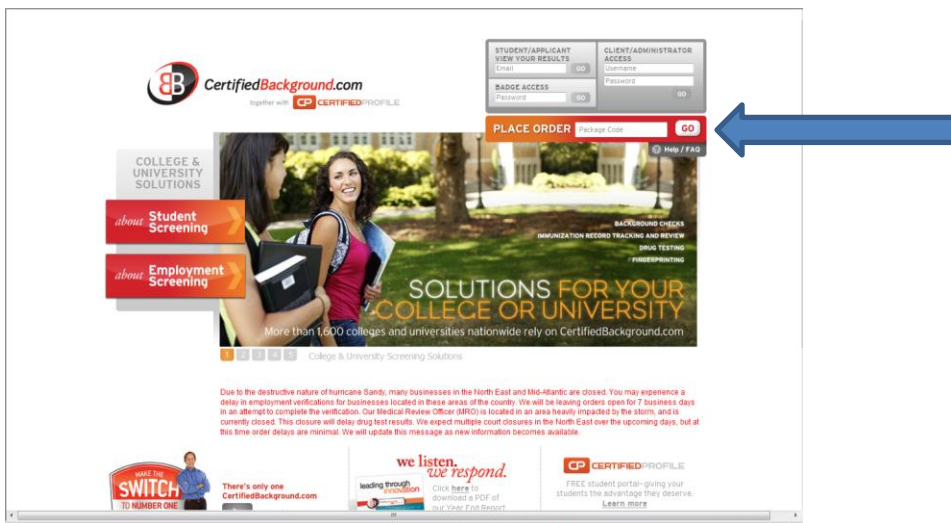 STUDENT/APPLICANT
VIEW YOUR RESULTS
Email
GO
BADGE ACCESS
Password
GO
CLIENT/ADMINISTRATOR
ACCESS
Username
Password
GO
CertifiedBackground.com
together with CP CERTIFIEDPROFILE
PLACE ORDER Package Code GO
Help / FAQ
COLLEGE &
UNIVERSITY
SOLUTIONS
about Student
Screening
about Employment
Screening
BACKGROUND CHECKS
IMMUNIZATION RECORD TRACKING AND REVIEW
DRUG TESTING
FINGERPRINTING
SOLUTIONS FOR YOUR
COLLEGE OR UNIVERSITY
More than 1,600 colleges and universities nationwide rely on CertifiedBackground.com
1 2 3 4 5 College & University Screening Solutions
Due to the destructive nature of hurricane Sandy, many businesses in the North East and Mid-Atlantic are closed. You may experience a
delay in employment verifications for businesses located in these areas of the country. We will be leaving orders open for 7 business days
in an attempt to complete the verification. Our Medical Review Officer (MRO) is located in an area heavily impacted by the storm, and is
currently closed. This closure will delay drug test results. We expect multiple court closures in the North East over the upcoming days, but at
this time order delays are minimal. We will update this message as new information becomes available.
MAKE THE
SWITCH
TO NUMBER ONE
There's only one
CertifiedBackground.com
we listen.
we respond.
leading through
innovation
Click here to
download a PDF of
our Year End Report
CP CERTIFIEDPROFILE
FREE student portal–giving your
students the advantage they deserve.
Learn more